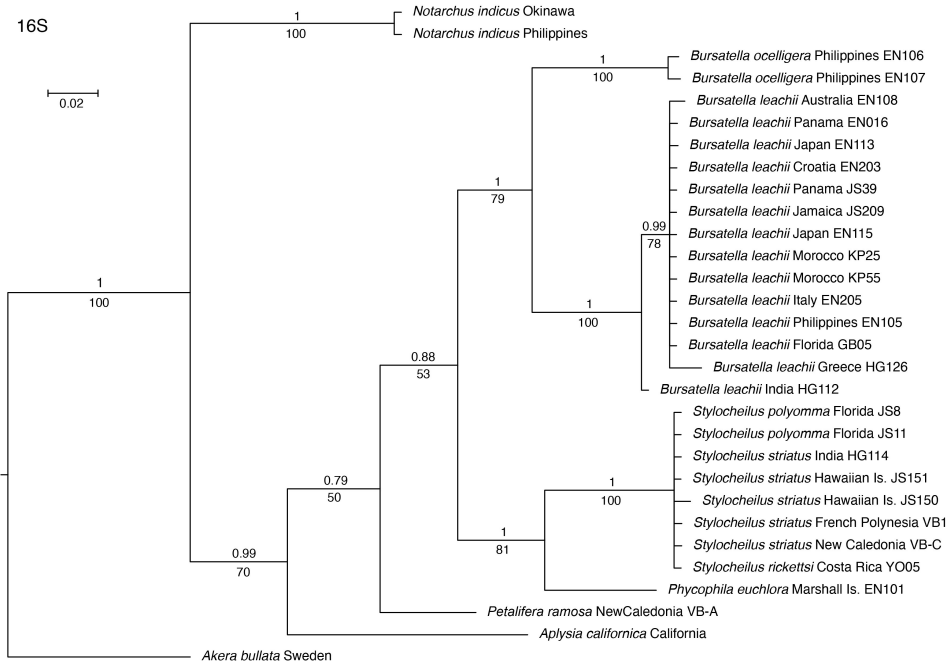 16S
0.02
Notarchus indicus Okinawa
1
100
Notarchus indicus Philippines
Bursatella ocelligera Philippines EN106
1
100
Bursatella ocelligera Philippines EN107
Bursatella leachii Australia EN108
Bursatella leachii Panama EN016
Bursatella leachii Japan EN113
Bursatella leachii Croatia EN203
1
79
Bursatella leachii Panama JS39
Bursatella leachii Jamaica JS209
0.99
78
Bursatella leachii Japan EN115
Bursatella leachii Morocco KP25
Bursatella leachii Morocco KP55
1
100
Bursatella leachii Italy EN205
1
100
Bursatella leachii Philippines EN105
Bursatella leachii Florida GB05
0.88
53
Bursatella leachii Greece HG126
Bursatella leachii India HG112
Stylocheilus polyomma Florida JS8
Stylocheilus polyomma Florida JS11
Stylocheilus striatus India HG114
0.79
50
Stylocheilus striatus Hawaiian Is. JS151
1
100
Stylocheilus striatus Hawaiian Is. JS150
Stylocheilus striatus French Polynesia VB1
1
81
Stylocheilus striatus New Caledonia VB-C
0.99
70
Stylocheilus rickettsi Costa Rica YO05
Phycophila euchlora Marshall Is. EN101
Petalifera ramosa NewCaledonia VB-A
Aplysia californica California
Akera bullata Sweden